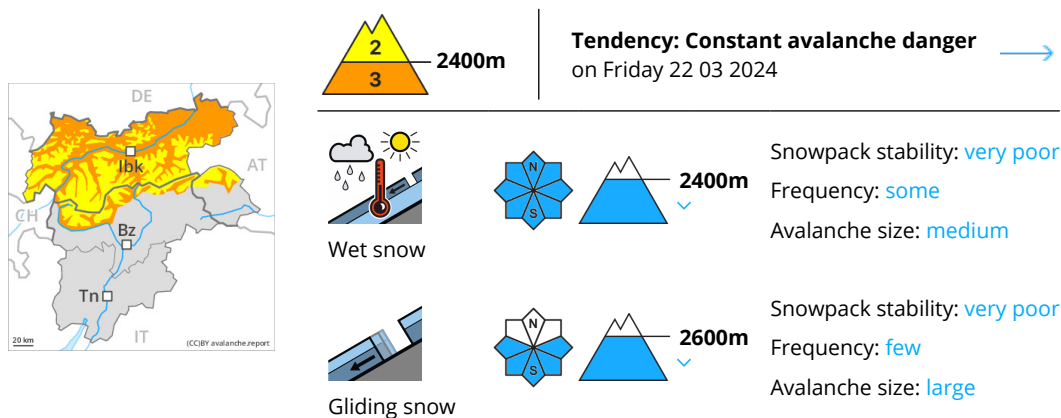 2
3
2400m
Tendency: Constant avalanche danger
on Friday 22 03 2024
DE
Ibk
AT
CH
Bz
Tn
IT
20 km
(CC)BY avalanche.report
Wet snow
N
S
2400m
Snowpack stability: very poor
Frequency: some
Avalanche size: medium
Gliding snow
N
S
2600m
Snowpack stability: very poor
Frequency: few
Avalanche size: large